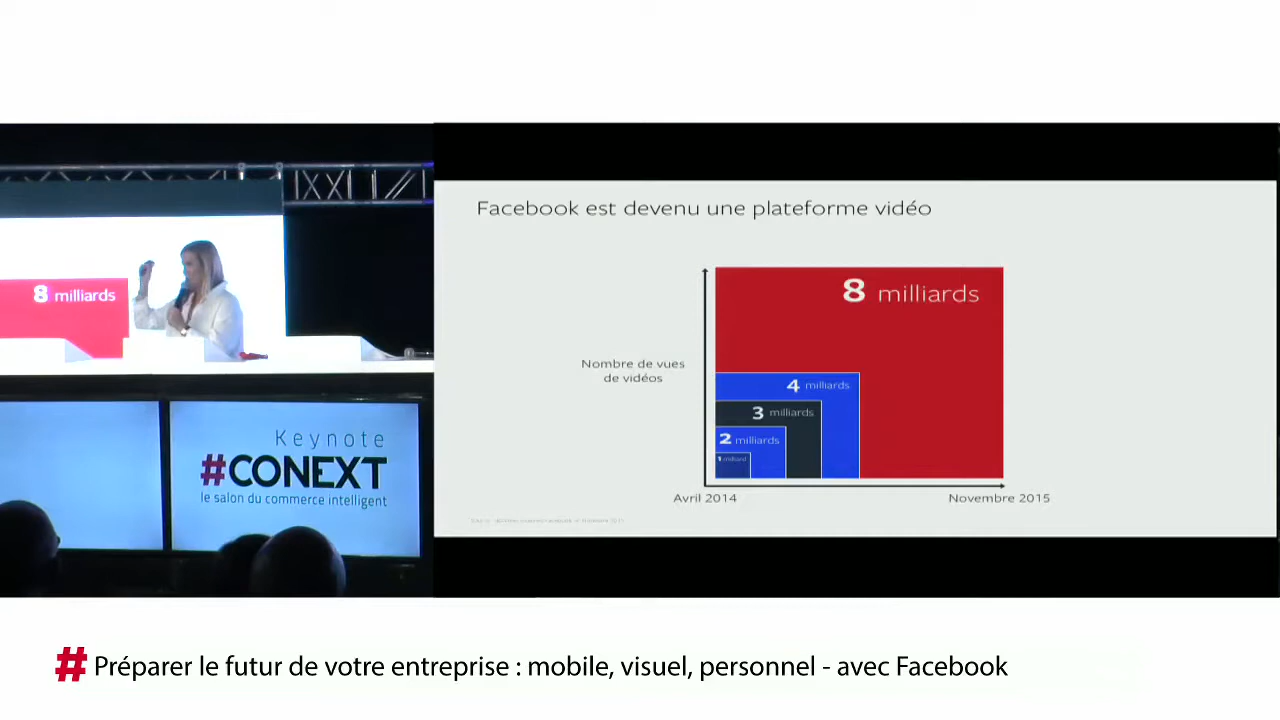 8 milliards
Keynote
#CONEXT
le salon du commerce intelligent
Facebook est devenu une plateforme vidéo
8 milliards
Nombre de vues
de vidéos
4 milliards
3 milliards
2 milliards
1 milliard
Avril 2014
Novembre 2015
# Préparer le futur de votre entreprise : mobile, visuel, personnel - avec Facebook